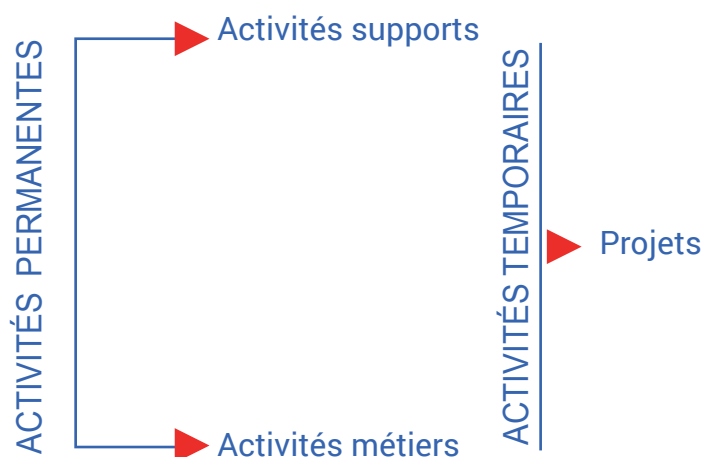 ACTIVITÉS PERMANENTES
Activités supports
Activités métiers
ACTIVITÉS TEMPORAIRES
Projets